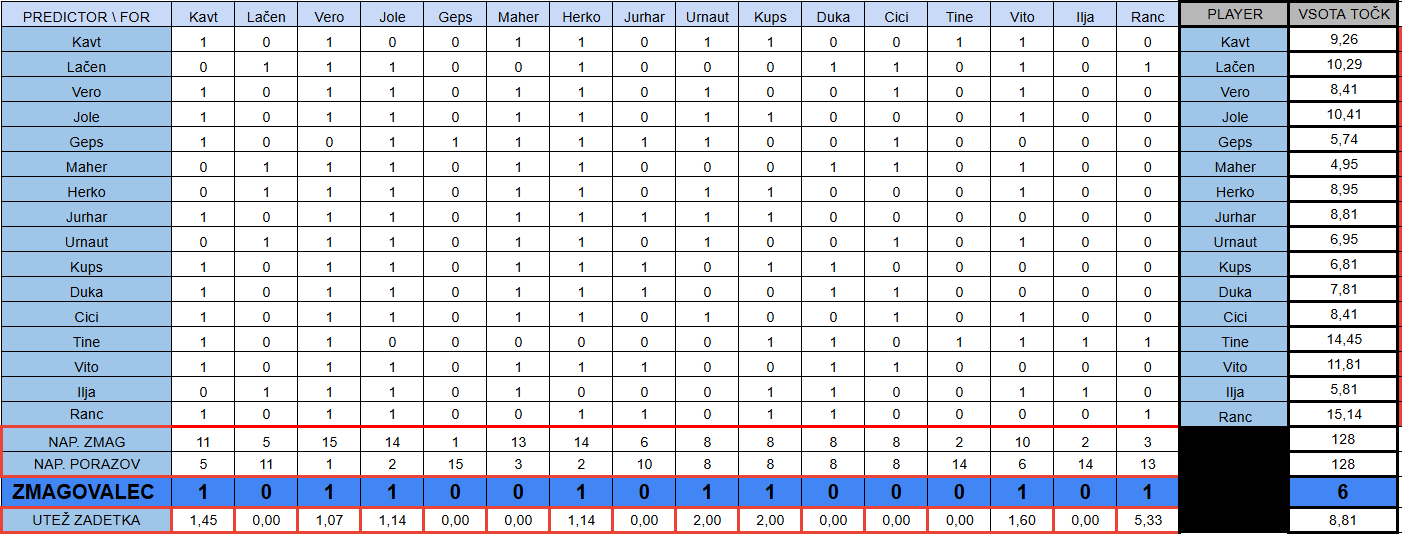 PREDICTOR \ FOR Kavt Lačen Vero Jole Geps Maher Herko Jurhar Urnaut Kups Duka Cici Tine Vito Ilja Ranc PLAYER VSOTA TOČK
Kavt 1 0 1 0 0 1 1 0 1 1 0 0 1 1 0 0 Kavt 9,26
Lačen 0 1 1 1 0 0 1 0 0 0 1 1 0 1 0 1 Lačen 10,29
Vero 1 0 1 1 0 1 1 0 1 0 0 1 0 1 0 0 Vero 8,41
Jole 1 0 1 1 0 1 1 0 1 1 0 0 0 1 0 0 Jole 10,41
Geps 1 0 0 1 1 1 1 1 1 0 0 1 0 0 0 0 Geps 5,74
Maher 0 1 1 1 0 1 1 0 0 0 1 1 0 1 0 0 Maher 4,95
Herko 0 1 1 1 0 1 1 0 1 1 0 0 0 1 0 0 Herko 8,95
Jurhar 1 0 1 1 0 1 1 1 1 1 0 0 0 0 0 0 Jurhar 8,81
Urnaut 0 1 1 1 0 1 1 0 1 0 0 1 0 1 0 0 Urnaut 6,95
Kups 1 0 1 1 0 1 1 1 0 1 1 0 0 0 0 0 Kups 6,81
Duka 1 0 1 1 0 1 1 1 0 0 1 1 0 0 0 0 Duka 7,81
Cici 1 0 1 1 0 1 1 0 1 0 0 1 0 1 0 0 Cici 8,41
Tine 1 0 1 0 0 0 0 0 0 1 0 1 1 1 1 1 Tine 14,45
Vito 1 0 1 1 0 1 1 1 0 0 1 1 0 0 0 0 Vito 11,81
Ilja 0 1 1 1 0 1 0 0 0 1 1 0 0 1 1 0 Ilja 5,81
Ranc 1 0 1 1 0 0 1 1 0 1 1 0 0 0 0 1 Ranc 15,14
NAP. ZMAG 11 5 15 14 1 13 14 6 8 8 8 8 2 10 2 3 128
NAP. PORAZOV 5 11 1 2 15 3 2 10 8 8 8 8 14 6 14 13 128
ZMAGOVALEC 1 0 1 1 0 0 1 0 1 1 0 0 0 1 0 1 6
UTEŽ ZADETKA 1,45 0,00 1,07 1,14 0,00 0,00 1,14 0,00 2,00 2,00 0,00 0,00 0,00 1,60 0,00 5,33 8,81